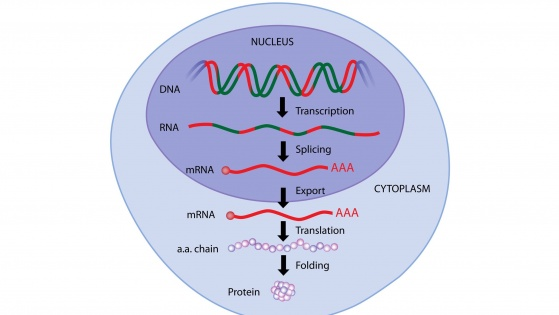 NUCLEUS
DNA
Transcription
RNA
Splicing
mRNA AAA
Export
CYTOPLASM
mRNA AAA
Translation
a.a. chain
Folding
Protein